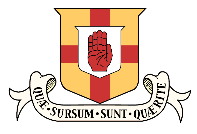 QUÆ · SURSUM · SUNT · QUÆRITE